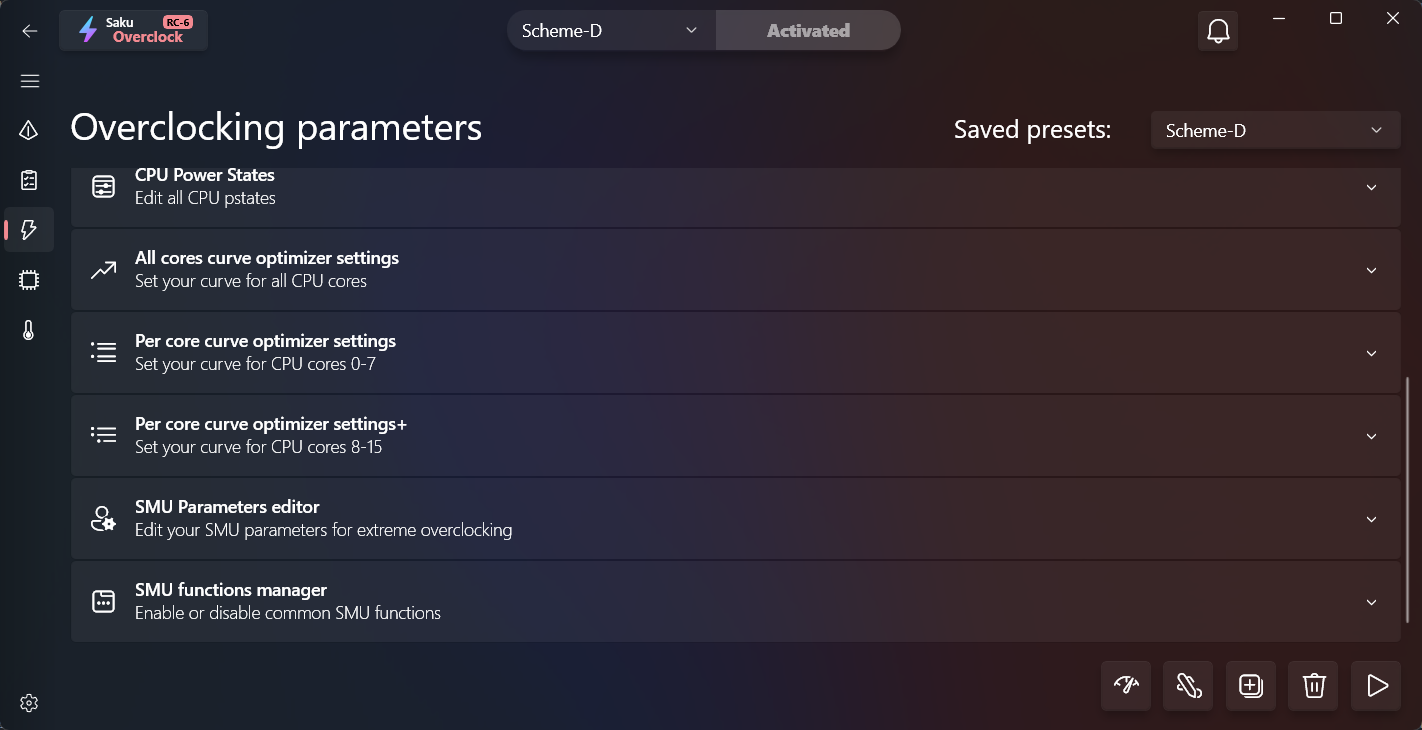 Saku RC-6
Overclock
Scheme-D
Activated
Overclocking parameters
Saved presets:
Scheme-D
CPU Power States
Edit all CPU pstates
All cores curve optimizer settings
Set your curve for all CPU cores
Per core curve optimizer settings
Set your curve for CPU cores 0-7
Per core curve optimizer settings+
Set your curve for CPU cores 8-15
SMU Parameters editor
Edit your SMU parameters for extreme overclocking
SMU functions manager
Enable or disable common SMU functions